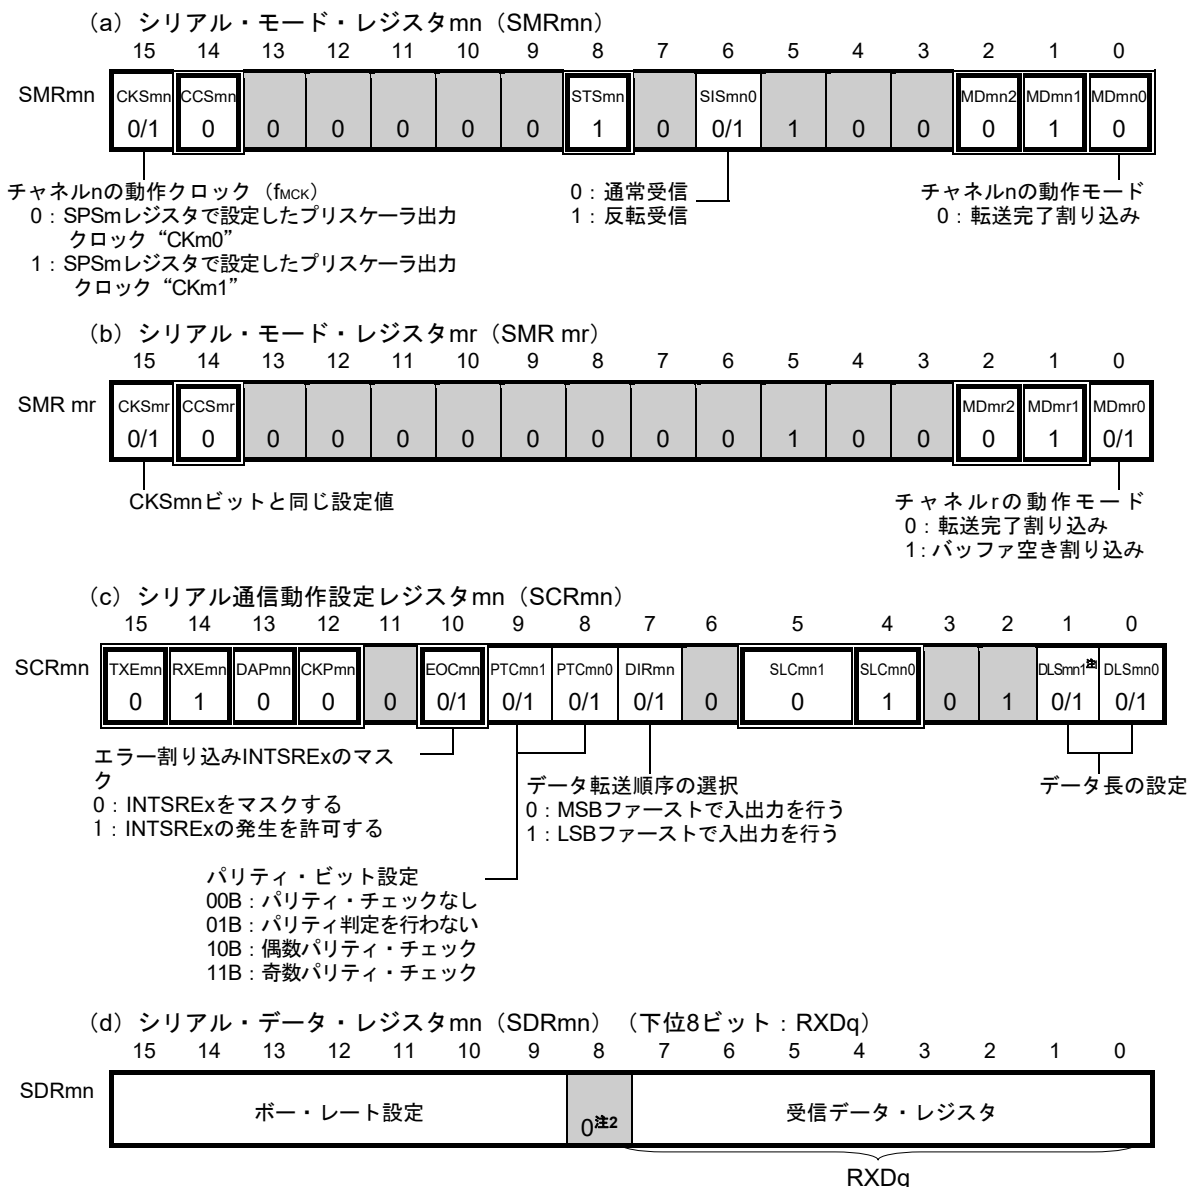 (a) シリアル・モード・レジスタmn (SMRmn)
15 14 13 12 11 10 9 8 7 6 5 4 3 2 1 0
SMRmn CKSmn CCSmn STSmn SISmn0 MDmn2 MDmn1 MDmn0
0/1 0 0 0 0 0 0 1 0 0/1 1 0 0 0 1 0
チャネルnの動作クロック (fMCK)
0：SPSmレジスタで設定したプリスケーラ出力
クロック “CKm0”
1：SPSmレジスタで設定したプリスケーラ出力
クロック “CKm1”
0：通常受信
1：反転受信
チャネルnの動作モード
0：転送完了割り込み
(b) シリアル・モード・レジスタmr (SMR mr)
15 14 13 12 11 10 9 8 7 6 5 4 3 2 1 0
SMR mr CKSmr CCSmr MDmr2 MDmr1 MDmr0
0/1 0 0 0 0 0 0 0 0 0 1 0 0 0 1 0/1
CKSmnビットと同じ設定値
チャネルrの動作モード
0：転送完了割り込み
1：バッファ空き割り込み
(c) シリアル通信動作設定レジスタmn (SCRmn)
15 14 13 12 11 10 9 8 7 6 5 4 3 2 1 0
SCRmn TXEmn RXEmn DAPmn CKPmn EOCmn PTCmn1 PTCmn0 DIRmn SLCmn1 SLCmn0 DLSmn1注 DLSmn0
0 1 0 0 0 0/1 0/1 0/1 0/1 0 0 1 0 1 0/1 0/1
エラー割り込みINTSRExのマス
ク
0：INTSRExをマスクする
1：INTSRExの発生を許可する
データ転送順序の選択
0：MSBファーストで入出力を行う
1：LSBファーストで入出力を行う
データ長の設定
パリティ・ビット設定
00B：パリティ・チェックなし
01B：パリティ判定を行わない
10B：偶数パリティ・チェック
11B：奇数パリティ・チェック
(d) シリアル・データ・レジスタmn (SDRmn) (下位8ビット：RXDq)
15 14 13 12 11 10 9 8 7 6 5 4 3 2 1 0
SDRmn ボー・レート設定 0注2 受信データ・レジスタ
RXDq